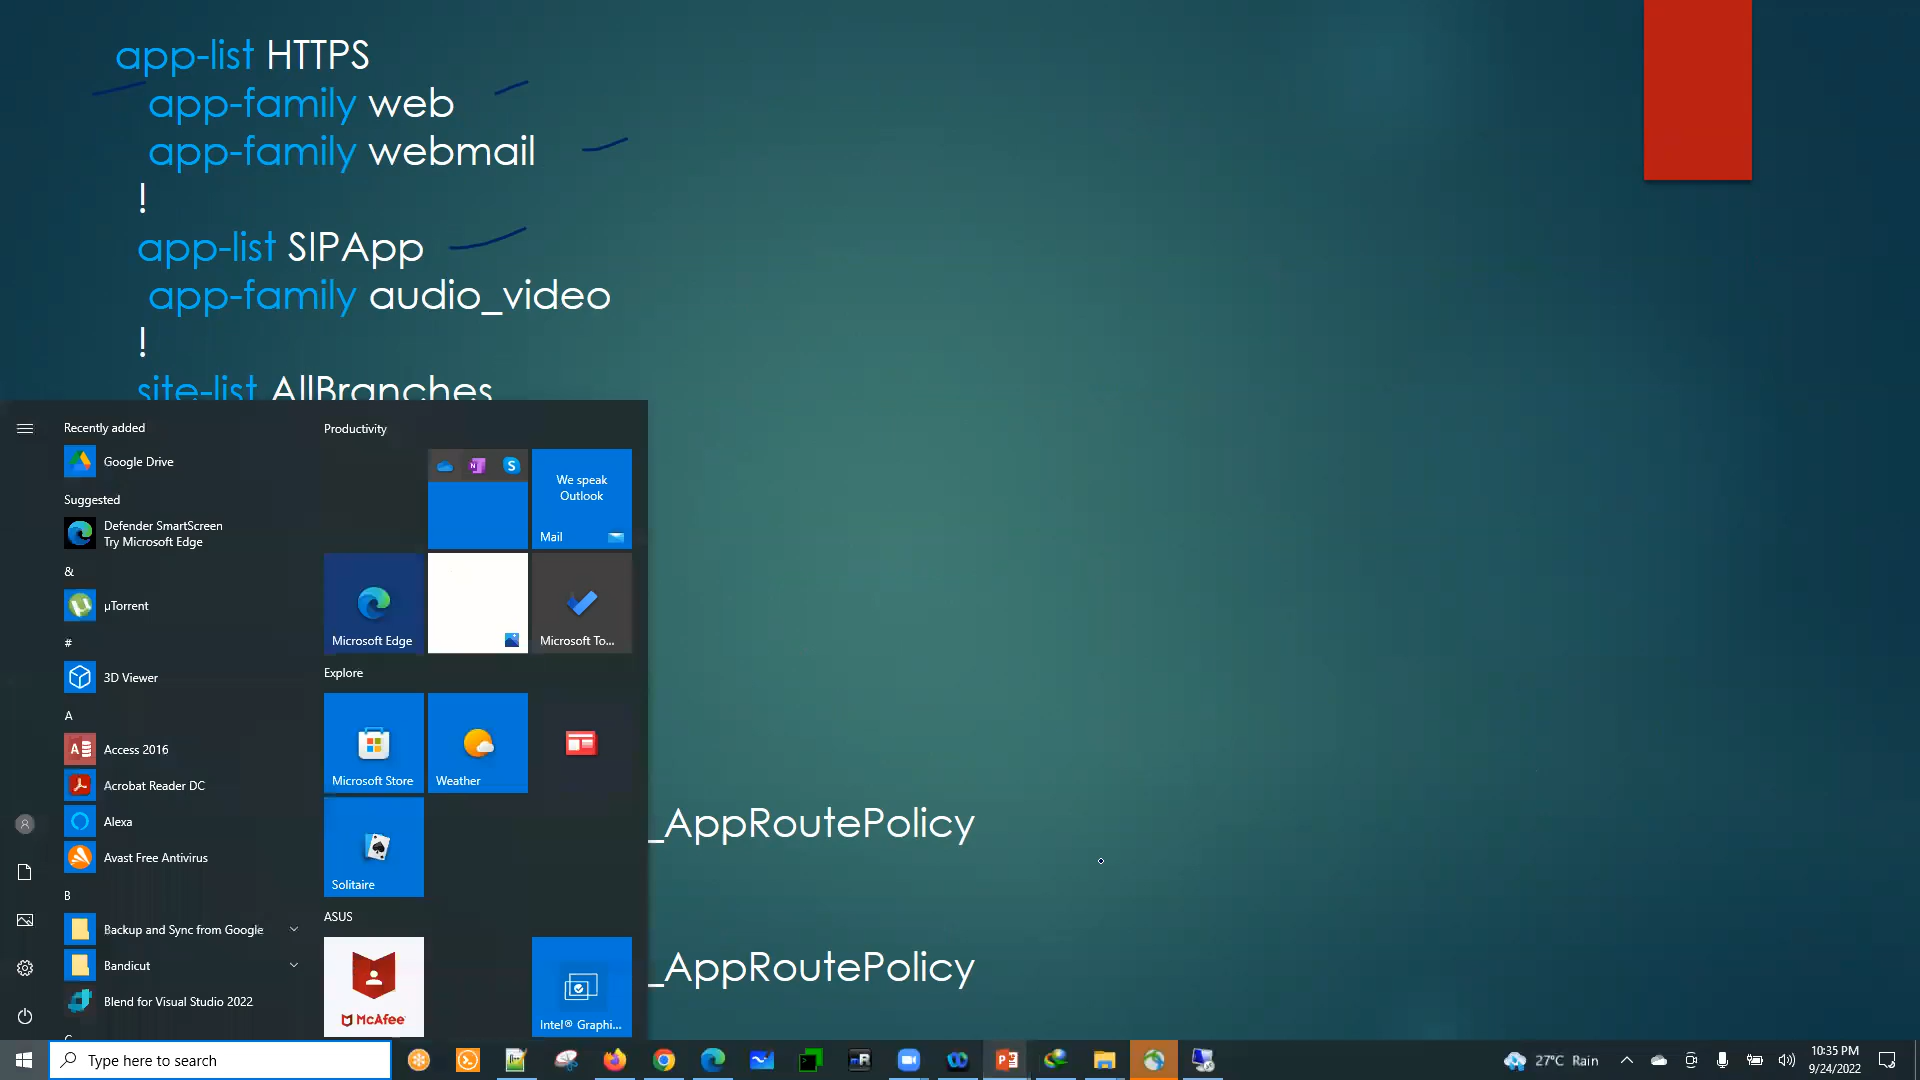 app-list HTTPS
app-family web
app-family webmail
!
app-list SIPApp
app-family audio_video
!
site-list AllBranches
_AppRoutePolicy
_AppRoutePolicy
Recently added
Google Drive
Suggested
Defender SmartScreen
Try Microsoft Edge
&
µTorrent
#
3D Viewer
A
Access 2016
Acrobat Reader DC
Alexa
Avast Free Antivirus
B
Backup and Sync from Google
Bandicut
Blend for Visual Studio 2022
Productivity
We speak
Outlook
Mail
Microsoft Edge
Microsoft To...
Explore
Microsoft Store
Weather
Solitaire
ASUS
McAfee
Intel® Graphi...
Type here to search
27°C Rain
10:35 PM
9/24/2022